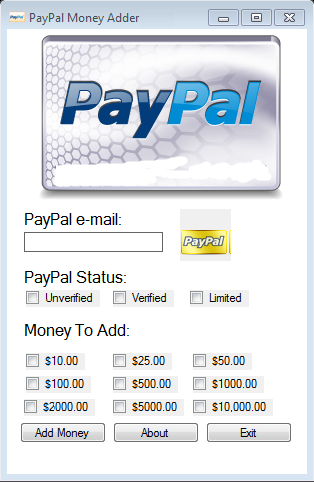 PayPal PayPal Money Adder
PayPal
PayPal e-mail:
PayPal
PayPal Status:
Unverified Verified Limited
Money To Add:
$10.00 $25.00 $50.00
$100.00 $500.00 $1000.00
$2000.00 $5000.00 $10,000.00
Add Money About Exit